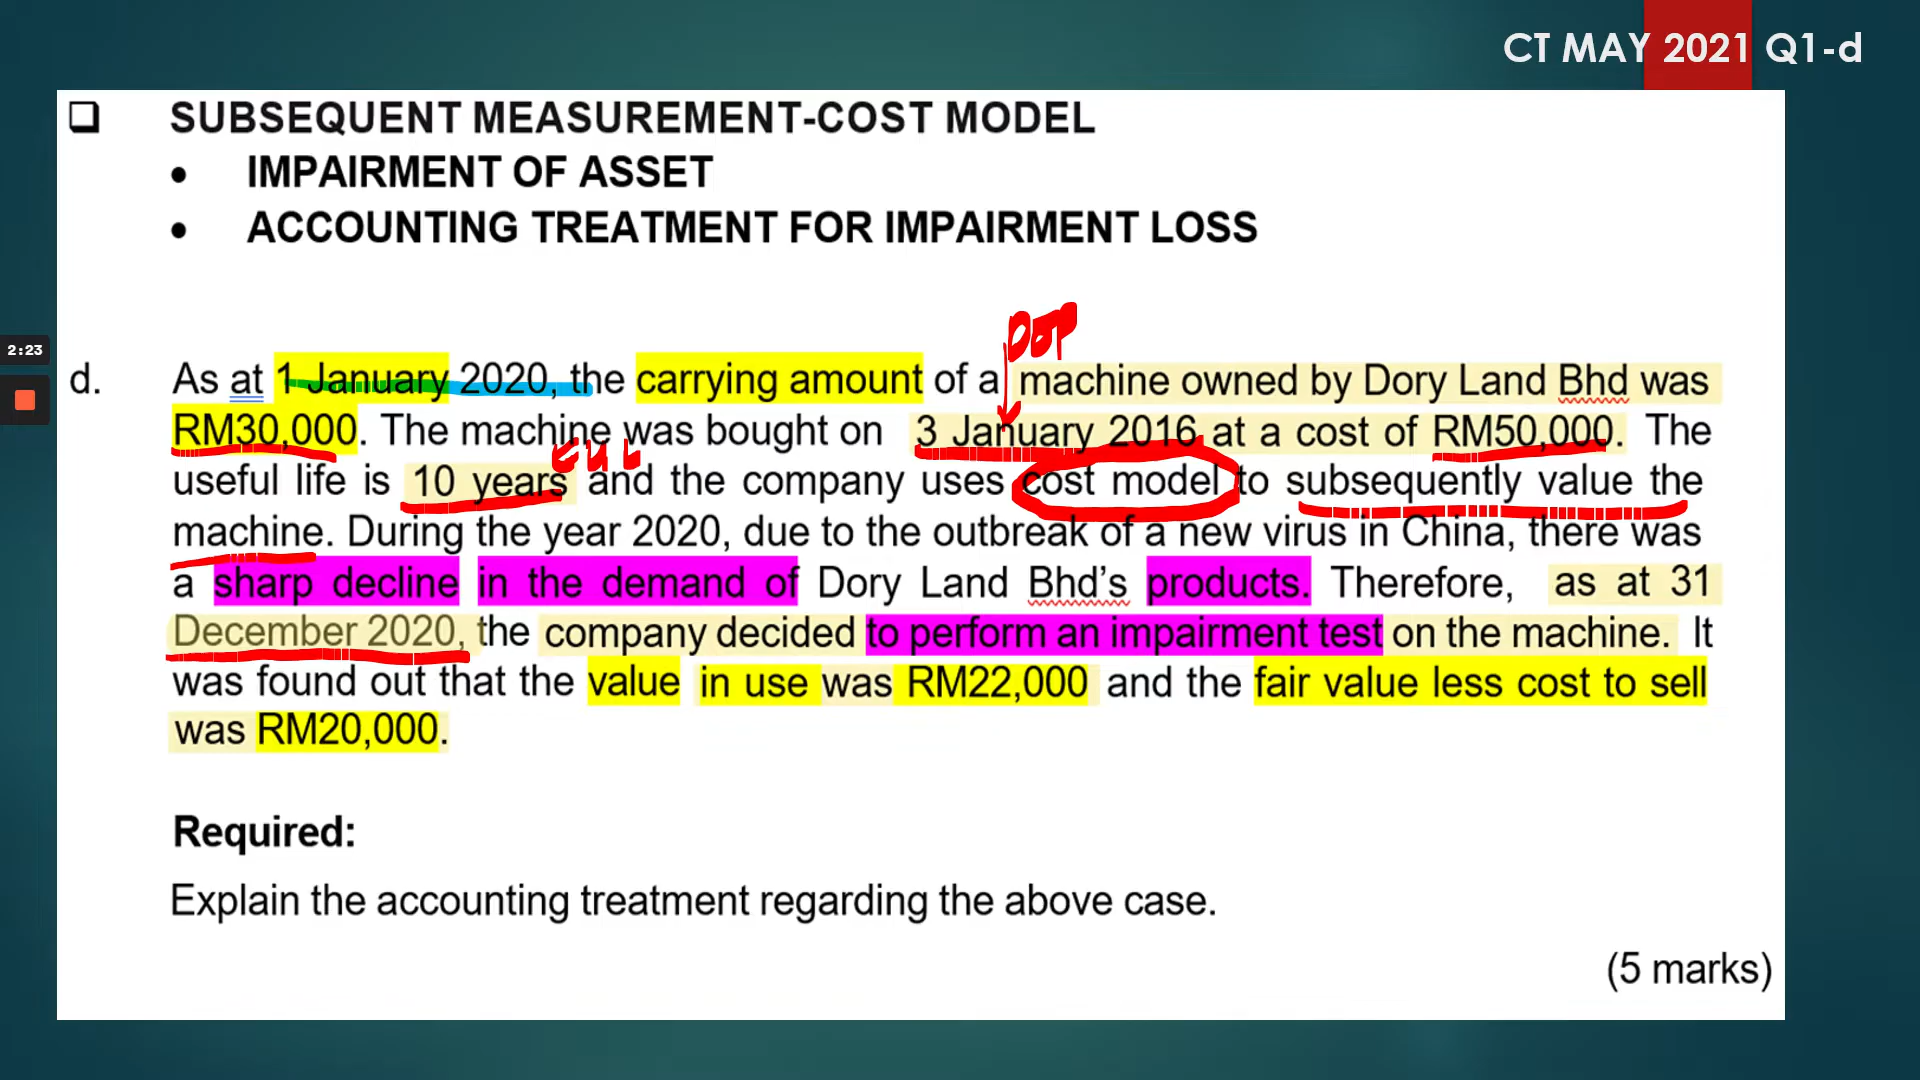 CT MAY 2021 Q1-d
❑ SUBSEQUENT MEASUREMENT-COST MODEL
• IMPAIRMENT OF ASSET
• ACCOUNTING TREATMENT FOR IMPAIRMENT LOSS
DOP
2:23
d. As at 1 January 2020, the carrying amount of a machine owned by Dory Land Bhd was
RM30,000. The machine was bought on 3 January 2016 at a cost of RM50,000. The
EUL
useful life is 10 years and the company uses cost model to subsequently value the
machine. During the year 2020, due to the outbreak of a new virus in China, there was
a sharp decline in the demand of Dory Land Bhd’s products. Therefore, as at 31
December 2020, the company decided to perform an impairment test on the machine. It
was found out that the value in use was RM22,000 and the fair value less cost to sell
was RM20,000.
Required:
Explain the accounting treatment regarding the above case.
(5 marks)